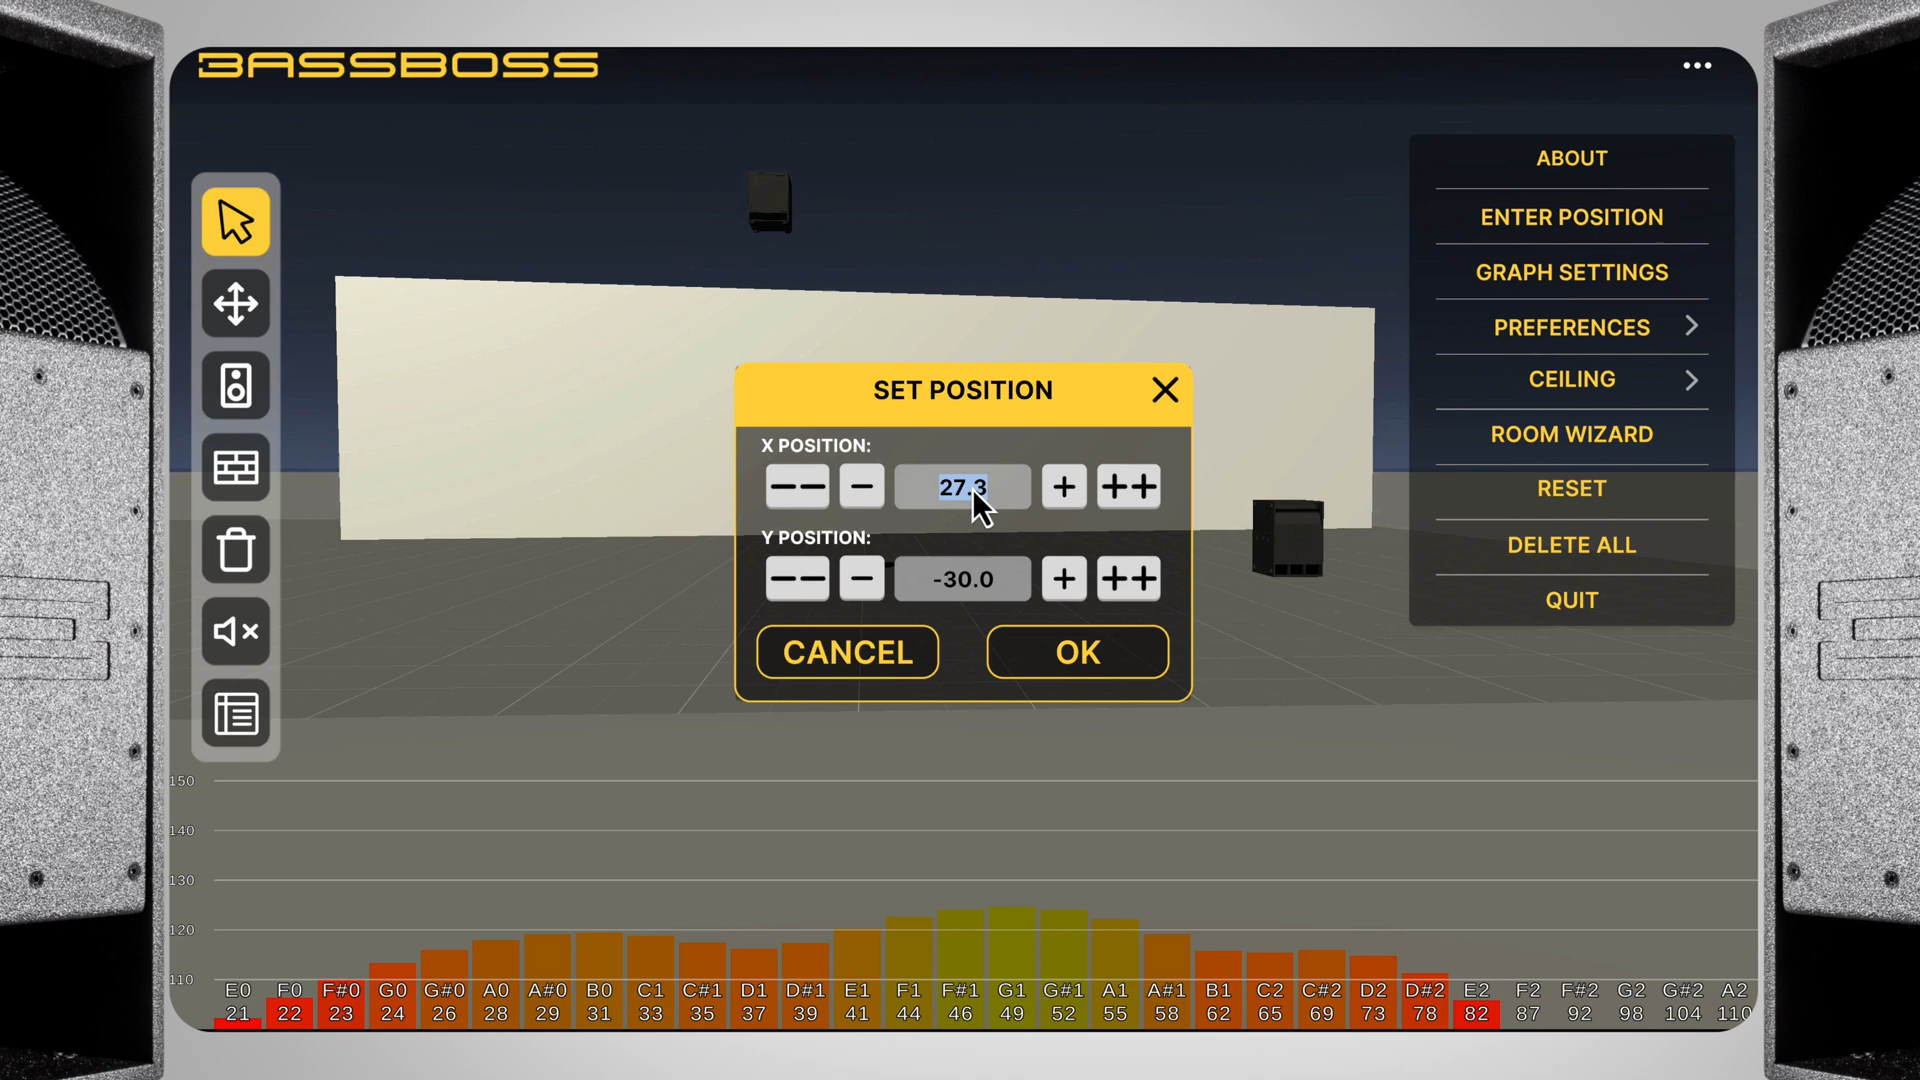 BASSBOSS
ABOUT
ENTER POSITION
GRAPH SETTINGS
PREFERENCES
CEILING
ROOM WIZARD
RESET
DELETE ALL
QUIT
SET POSITION
X POSITION:
−− − 27.3 + ++
Y POSITION:
−− − -30.0 + ++
CANCEL OK
150
140
130
120
110
E0 F0 F#0 G0 G#0 A0 A#0 B0 C1 C#1 D1 D#1 E1 F1 F#1 G1 G#1 A1 A#1 B1 C2 C#2 D2 D#2 E2 F2 F#2 G2 G#2 A2
21 22 23 24 26 28 29 31 33 35 37 39 41 44 46 49 52 55 58 62 65 69 73 78 82 87 92 98 104 110